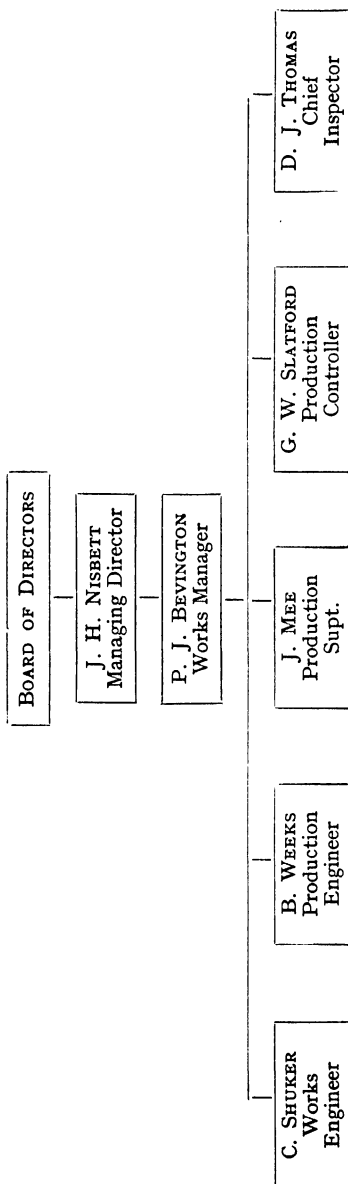 BOARD OF DIRECTORS
J. H. NISBETT
Managing Director
P. J. BEVINGTON
Works Manager
C. SHUKER
Works
Engineer
B. WEEKS
Production
Engineer
J. MEE
Production
Supt.
G. W. SLATFORD
Production
Controller
D. J. THOMAS
Chief
Inspector